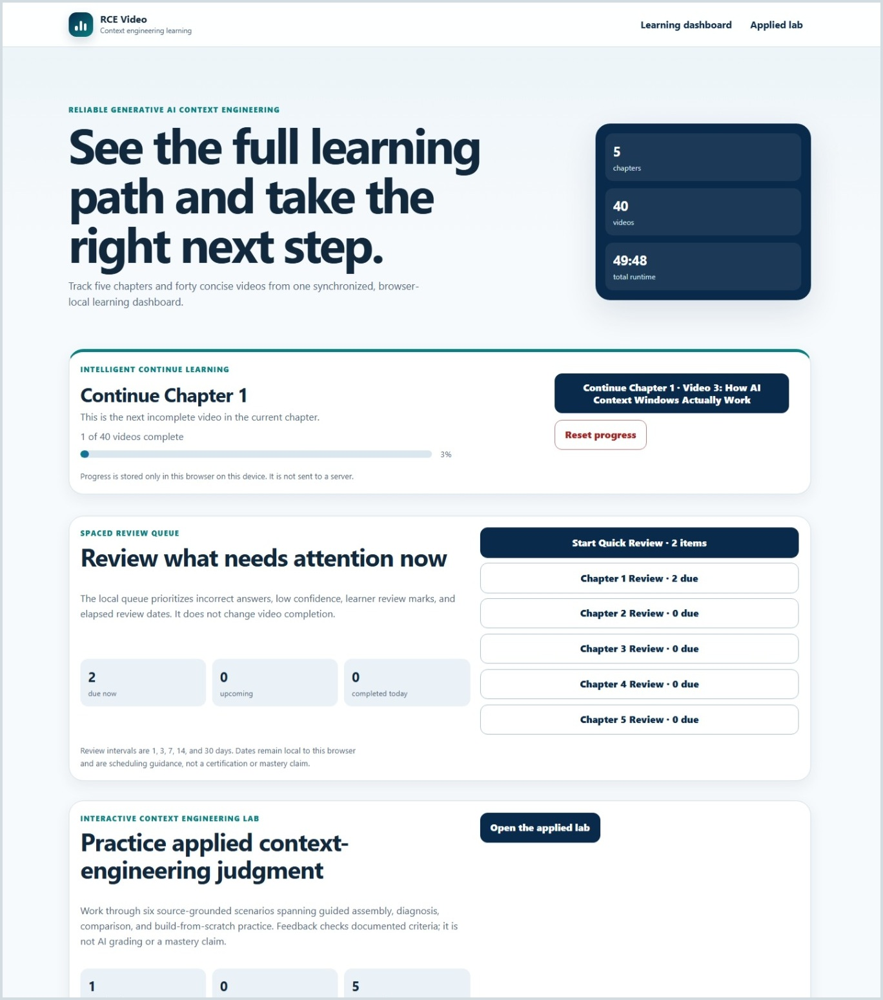 RCE Video
Context engineering learning
Learning dashboard
Applied lab
RELIABLE GENERATIVE AI CONTEXT ENGINEERING
See the full learning
path and take the
right next step.
Track five chapters and forty concise videos from one synchronized, browser-
local learning dashboard.
5
chapters
40
videos
49:48
total runtime
INTELLIGENT CONTINUE LEARNING
Continue Chapter 1
This is the next incomplete video in the current chapter.
1 of 40 videos complete
3%
Progress is stored only in this browser on this device. It is not sent to a server.
Continue Chapter 1 · Video 3: How AI
Context Windows Actually Work
Reset progress
SPACED REVIEW QUEUE
Review what needs attention now
The local queue prioritizes incorrect answers, low confidence, learner review marks, and
elapsed review dates. It does not change video completion.
2
due now
0
upcoming
0
completed today
Review intervals are 1, 3, 7, 14, and 30 days. Dates remain local to this browser
and are scheduling guidance, not a certification or mastery claim.
Start Quick Review · 2 items
Chapter 1 Review · 2 due
Chapter 2 Review · 0 due
Chapter 3 Review · 0 due
Chapter 4 Review · 0 due
Chapter 5 Review · 0 due
INTERACTIVE CONTEXT ENGINEERING LAB
Practice applied context-
engineering judgment
Work through six source-grounded scenarios spanning guided assembly, diagnosis,
comparison, and build-from-scratch practice. Feedback checks documented criteria; it is
not AI grading or a mastery claim.
Open the applied lab
1
0
5